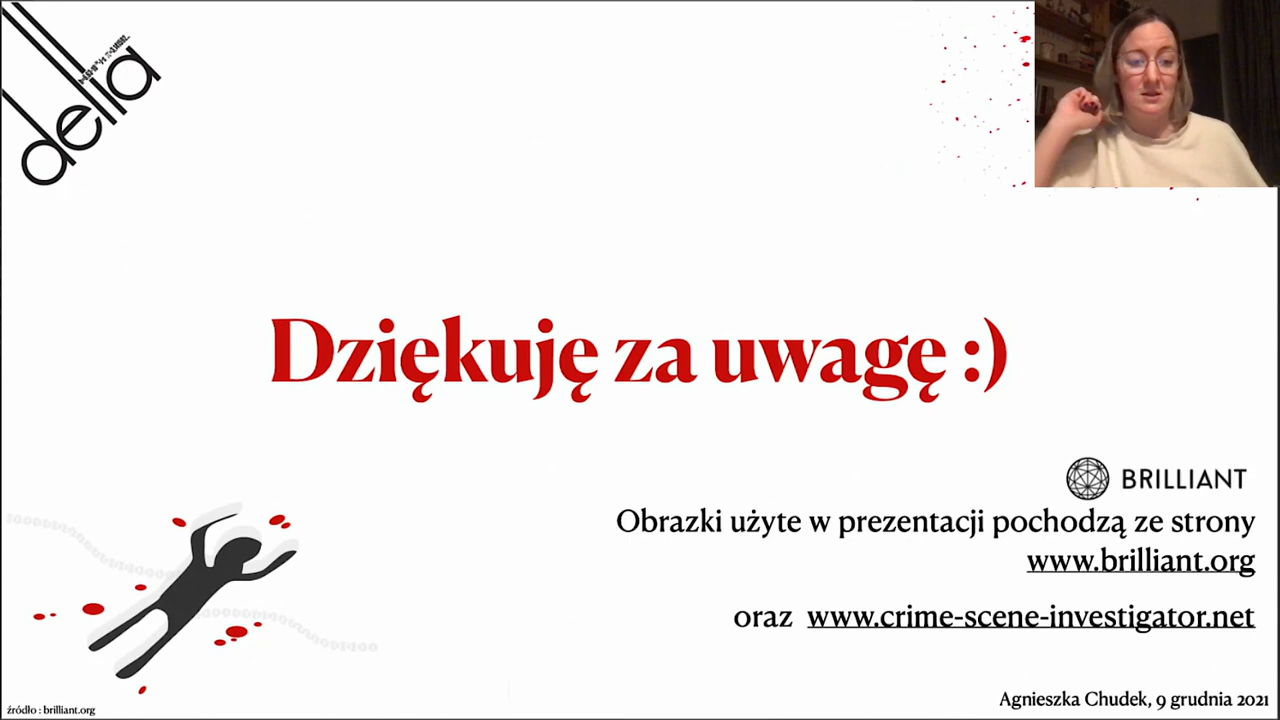 delta
Dziękuję za uwagę :)
BRILLIANT
Obrazki użyte w prezentacji pochodzą ze strony
www.brilliant.org
oraz www.crime-scene-investigator.net
Agnieszka Chudek, 9 grudnia 2021
źródło : brilliant.org